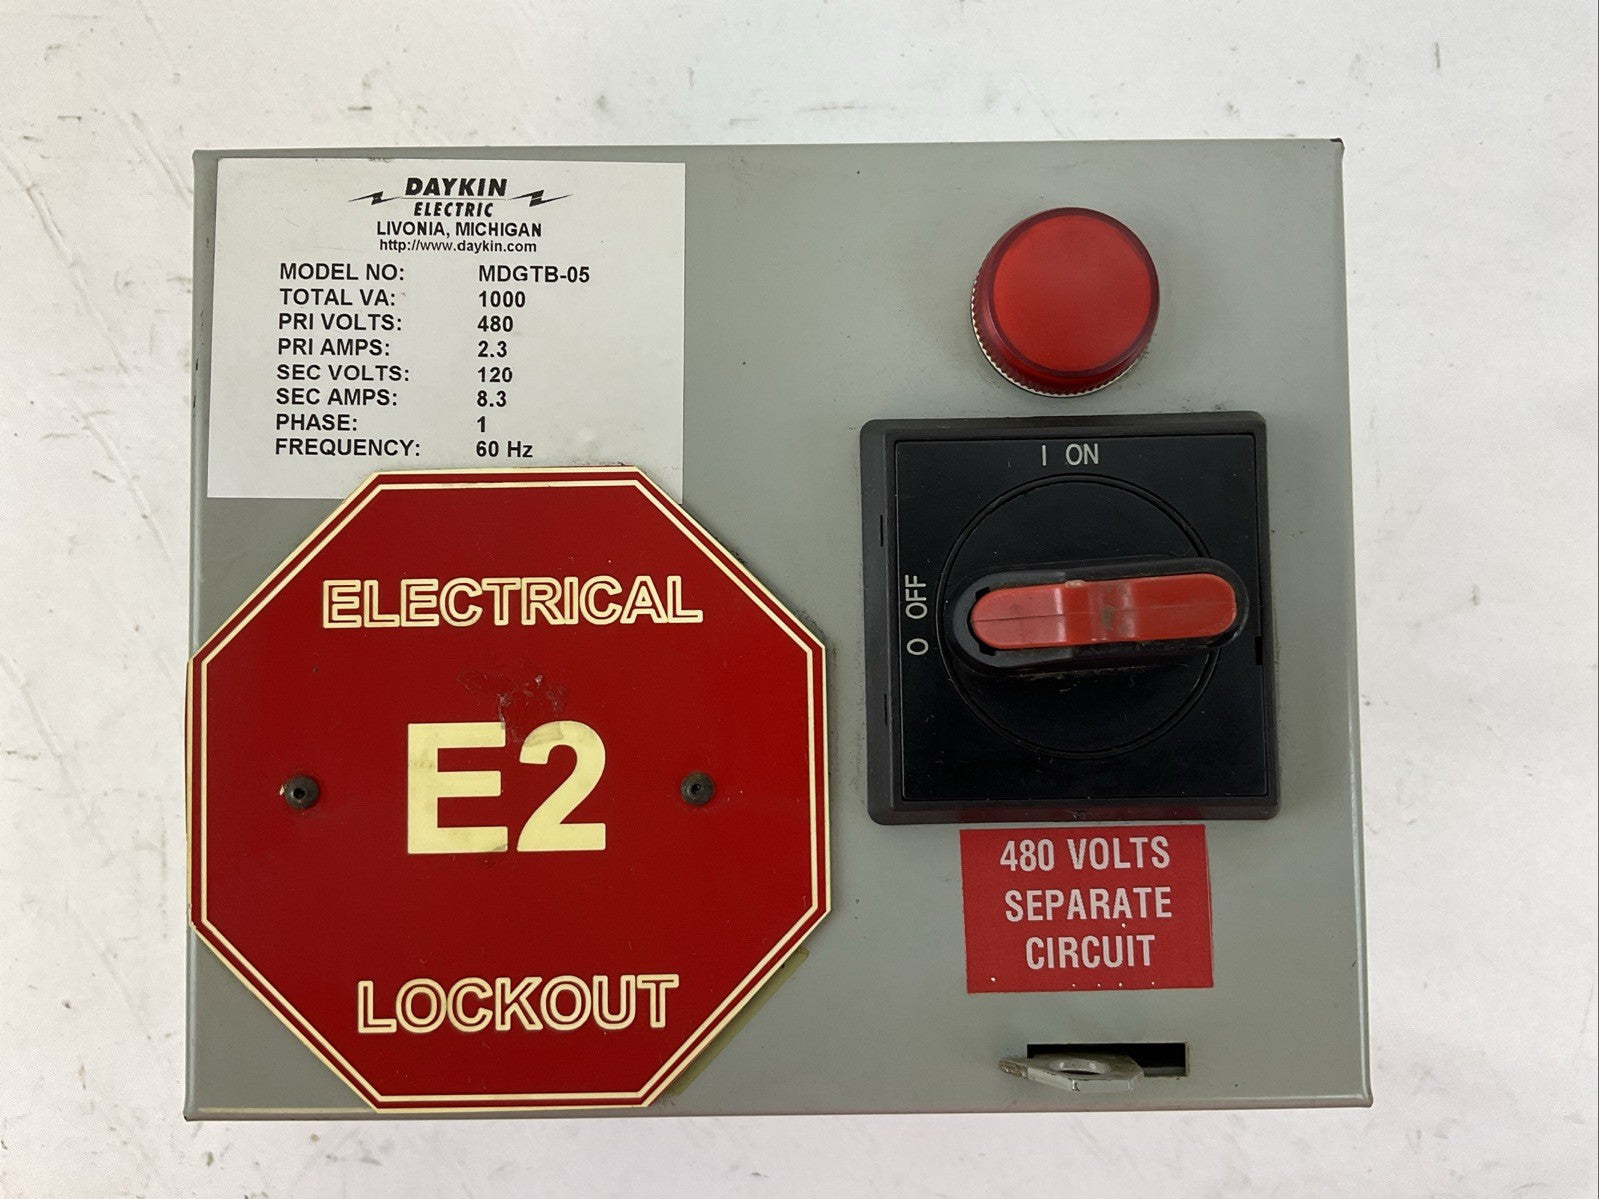 DAYKIN
ELECTRIC
LIVONIA, MICHIGAN
http://www.daykin.com
MODEL NO: MDGTB-05
TOTAL VA: 1000
PRI VOLTS: 480
PRI AMPS: 2.3
SEC VOLTS: 120
SEC AMPS: 8.3
PHASE: 1
FREQUENCY: 60 Hz
ELECTRICAL
E2
LOCKOUT
I ON
O OFF
480 VOLTS
SEPARATE
CIRCUIT